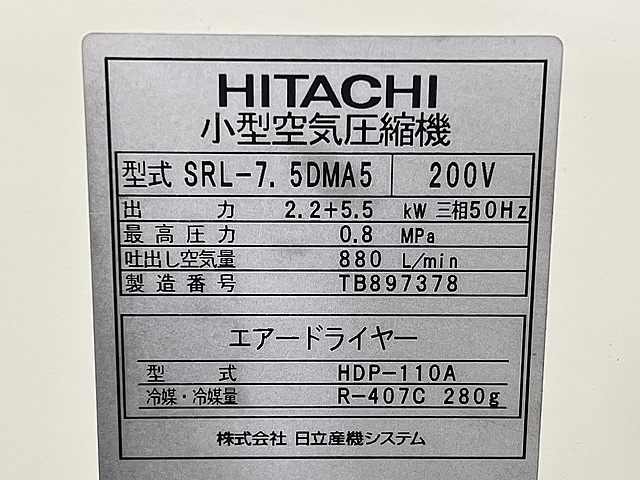 HITACHI
小型空気圧縮機
型式 SRL-7.5DMA5 200V
出力 2.2+5.5 kW 三相50Hz
最高圧力 0.8 MPa
吐出し空気量 880 L/min
製造番号 TB897378
エアードライヤー
型式 HDP-110A
冷媒・冷媒量 R-407C 280g
株式会社 日立産機システム